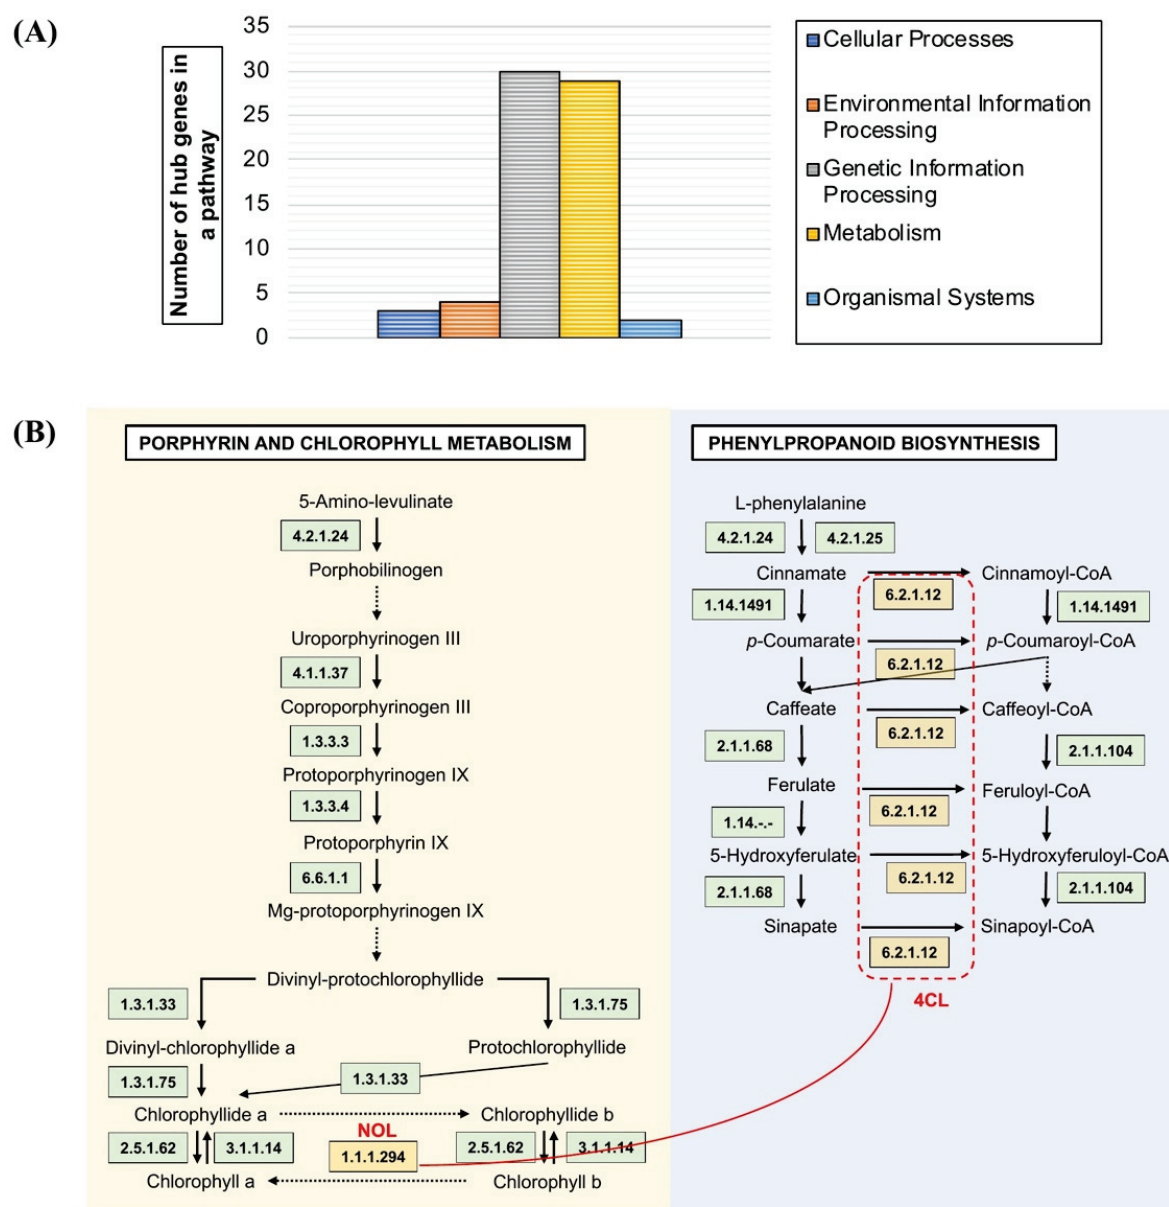 (A)
Number of hub genes in
a pathway
35
30
25
20
15
10
5
0
Cellular Processes
Environmental Information
Processing
Genetic Information
Processing
Metabolism
Organismal Systems
(B)
PORPHYRIN AND CHLOROPHYLL METABOLISM
5-Amino-levulinate
4.2.1.24
Porphobilinogen
Uroporphyrinogen III
4.1.1.37
Coproporphyrinogen III
1.3.3.3
Protoporphyrinogen IX
1.3.3.4
Protoporphyrin IX
6.6.1.1
Mg-protoporphyrinogen IX
Divinyl-protochlorophyllide
1.3.1.33 1.3.1.75
Divinyl-chlorophyllide a Protochlorophyllide
1.3.1.75 1.3.1.33
Chlorophyllide a Chlorophyllide b
NOL
2.5.1.62 3.1.1.14 1.1.1.294 2.5.1.62 3.1.1.14
Chlorophyll a Chlorophyll b
PHENYLPROPANOID BIOSYNTHESIS
L-phenylalanine
4.2.1.24 4.2.1.25
Cinnamate Cinnamoyl-CoA
6.2.1.12
1.14.1491 1.14.1491
p-Coumarate p-Coumaroyl-CoA
6.2.1.12
Caffeate Caffeoyl-CoA
6.2.1.12
2.1.1.68 2.1.1.104
Ferulate Feruloyl-CoA
6.2.1.12
1.14.-.-
5-Hydroxyferulate 5-Hydroxyferuloyl-CoA
6.2.1.12
2.1.1.68 2.1.1.104
Sinapate Sinapoyl-CoA
6.2.1.12
4CL